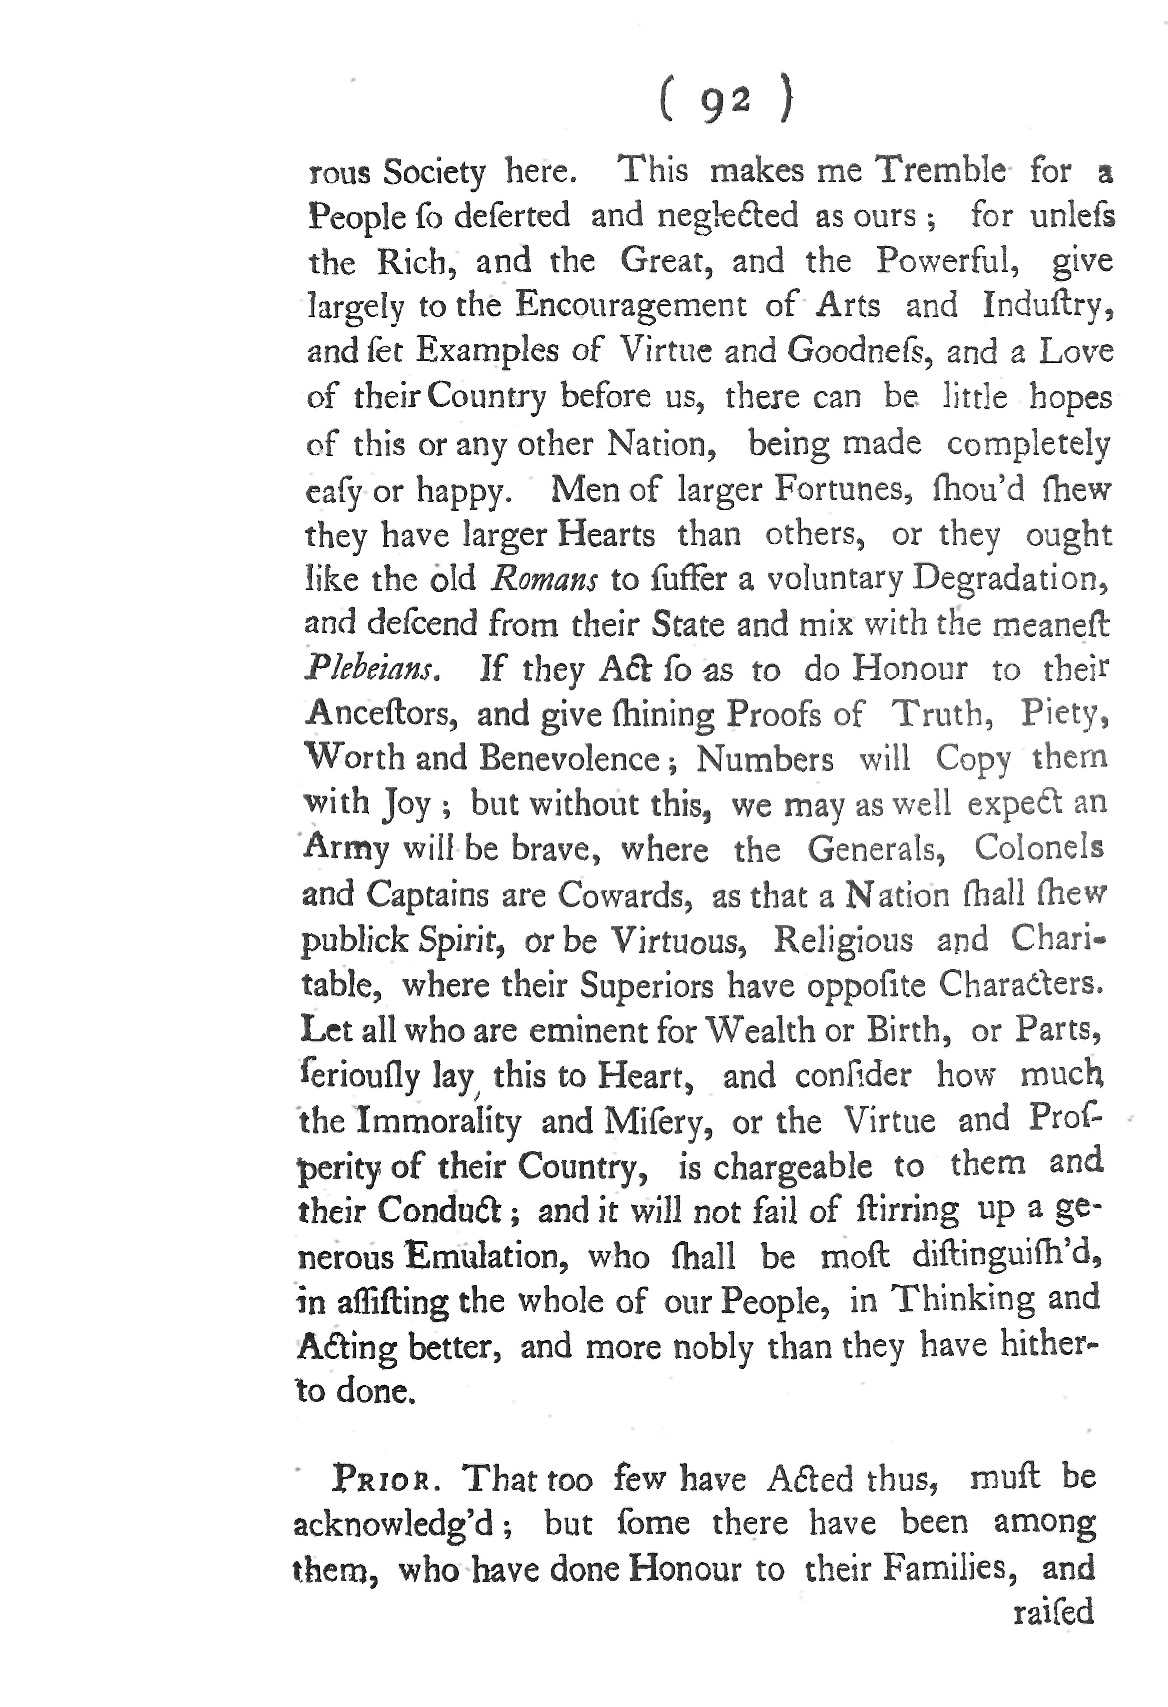 ( 92 )
rous Society here. This makes me Tremble for a
People ſo deſerted and neglected as ours ; for unleſs
the Rich, and the Great, and the Powerful, give
largely to the Encouragement of Arts and Induſtry,
and ſet Examples of Virtue and Goodneſs, and a Love
of their Country before us, there can be little hopes
of this or any other Nation, being made completely
eaſy or happy. Men of larger Fortunes, ſhou'd ſhew
they have larger Hearts than others, or they ought
like the old Romans to ſuffer a voluntary Degradation,
and deſcend from their State and mix with the meaneſt
Plebeians. If they Act ſo as to do Honour to their
Anceſtors, and give ſhining Proofs of Truth, Piety,
Worth and Benevolence ; Numbers will Copy them
with Joy ; but without this, we may as well expect an
Army will be brave, where the Generals, Colonels
and Captains are Cowards, as that a Nation ſhall ſhew
publick Spirit, or be Virtuous, Religious and Chari-
table, where their Superiors have oppoſite Characters.
Let all who are eminent for Wealth or Birth, or Parts,
ſeriouſly lay this to Heart, and conſider how much
the Immorality and Miſery, or the Virtue and Proſ-
perity of their Country, is chargeable to them and
their Conduct ; and it will not fail of ſtirring up a ge-
nerous Emulation, who ſhall be moſt diſtinguiſh'd,
in aſſiſting the whole of our People, in Thinking and
Acting better, and more nobly than they have hither-
to done.
PRIOR. That too few have Acted thus, muſt be
acknowledg'd ; but ſome there have been among
them, who have done Honour to their Families, and
raiſed